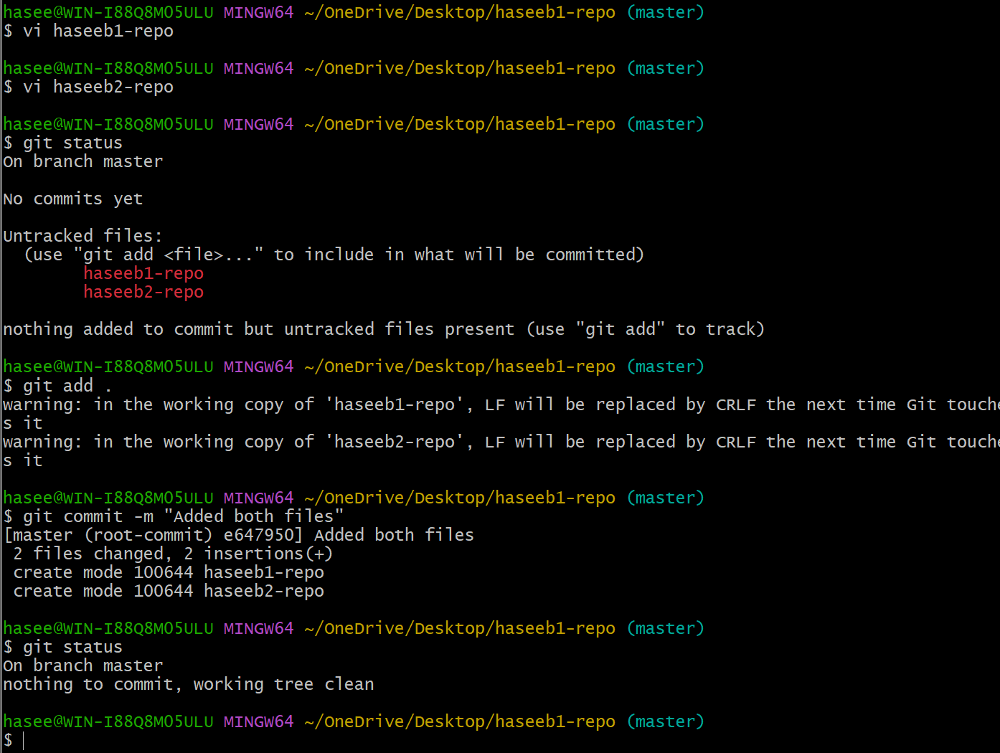 hasee@WIN-I88Q8MO5ULU MINGW64 ~/OneDrive/Desktop/haseeb1-repo (master)
$ vi haseeb1-repo
hasee@WIN-I88Q8MO5ULU MINGW64 ~/OneDrive/Desktop/haseeb1-repo (master)
$ vi haseeb2-repo
hasee@WIN-I88Q8MO5ULU MINGW64 ~/OneDrive/Desktop/haseeb1-repo (master)
$ git status
On branch master
No commits yet
Untracked files:
  (use "git add <file>..." to include in what will be committed)
        haseeb1-repo
        haseeb2-repo
nothing added to commit but untracked files present (use "git add" to track)
hasee@WIN-I88Q8MO5ULU MINGW64 ~/OneDrive/Desktop/haseeb1-repo (master)
$ git add .
warning: in the working copy of 'haseeb1-repo', LF will be replaced by CRLF the next time Git touche
s it
warning: in the working copy of 'haseeb2-repo', LF will be replaced by CRLF the next time Git touche
s it
hasee@WIN-I88Q8MO5ULU MINGW64 ~/OneDrive/Desktop/haseeb1-repo (master)
$ git commit -m "Added both files"
[master (root-commit) e647950] Added both files
 2 files changed, 2 insertions(+)
 create mode 100644 haseeb1-repo
 create mode 100644 haseeb2-repo
hasee@WIN-I88Q8MO5ULU MINGW64 ~/OneDrive/Desktop/haseeb1-repo (master)
$ git status
On branch master
nothing to commit, working tree clean
hasee@WIN-I88Q8MO5ULU MINGW64 ~/OneDrive/Desktop/haseeb1-repo (master)
$